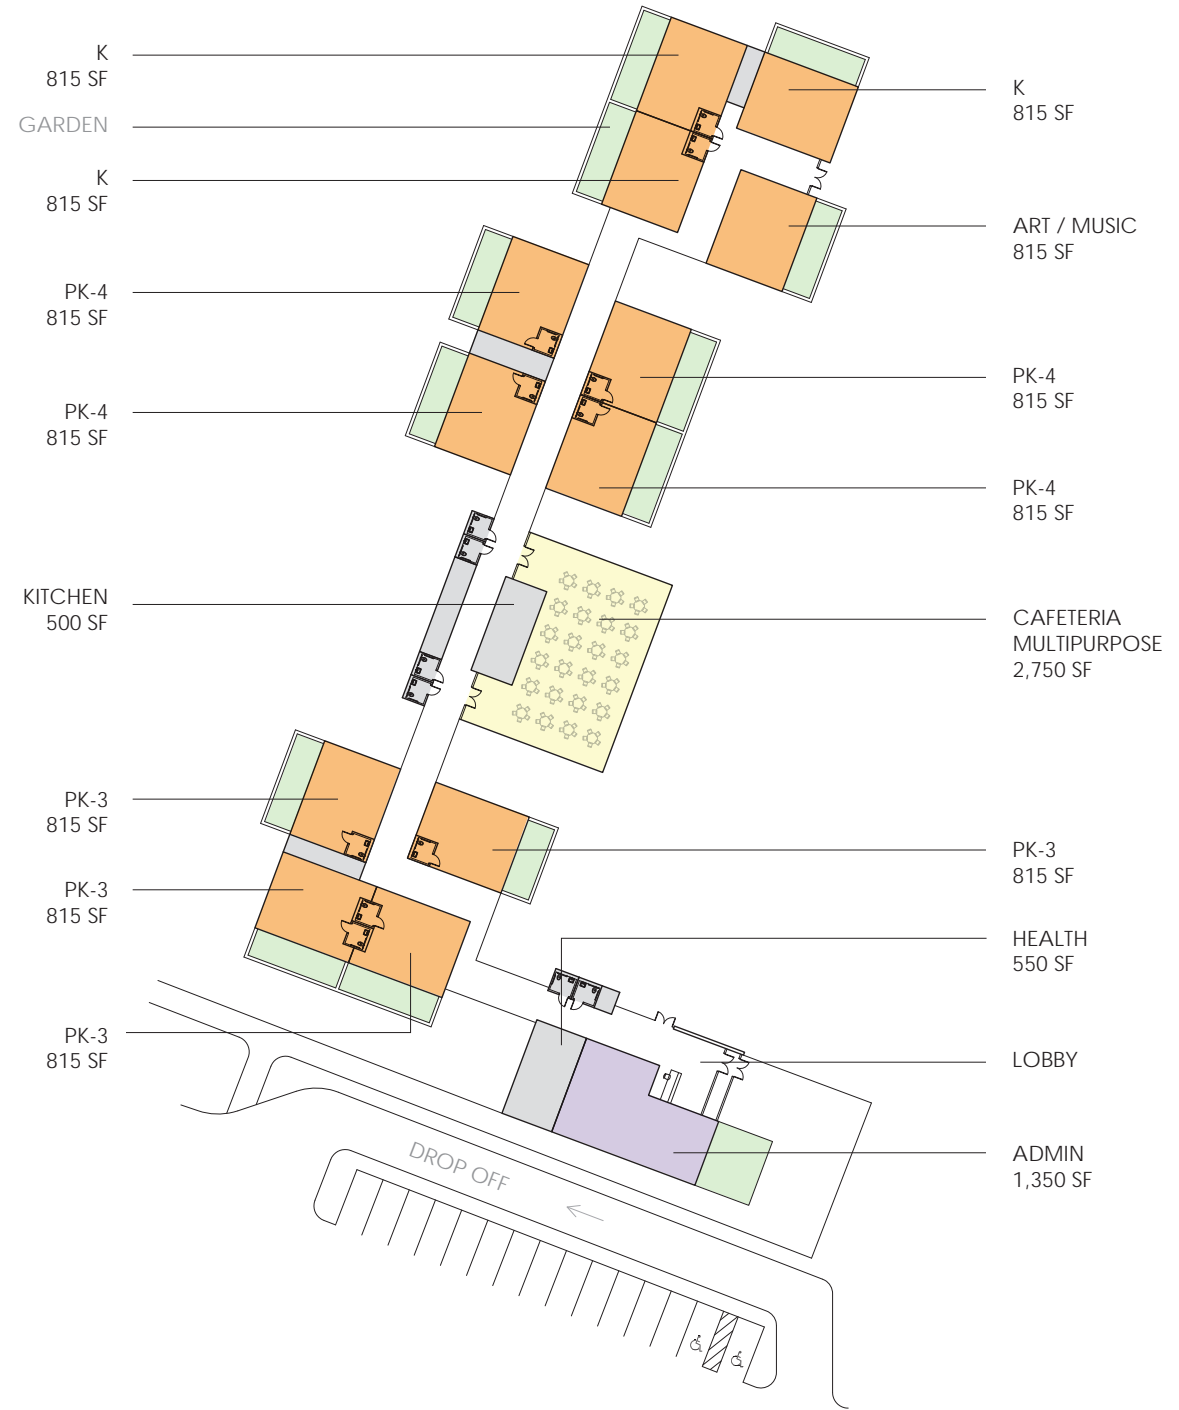 K
815 SF
GARDEN
K
815 SF
PK-4
815 SF
PK-4
815 SF
KITCHEN
500 SF
PK-3
815 SF
PK-3
815 SF
PK-3
815 SF
K
815 SF
ART / MUSIC
815 SF
PK-4
815 SF
PK-4
815 SF
CAFETERIA
MULTIPURPOSE
2,750 SF
PK-3
815 SF
HEALTH
550 SF
LOBBY
ADMIN
1,350 SF
DROP OFF